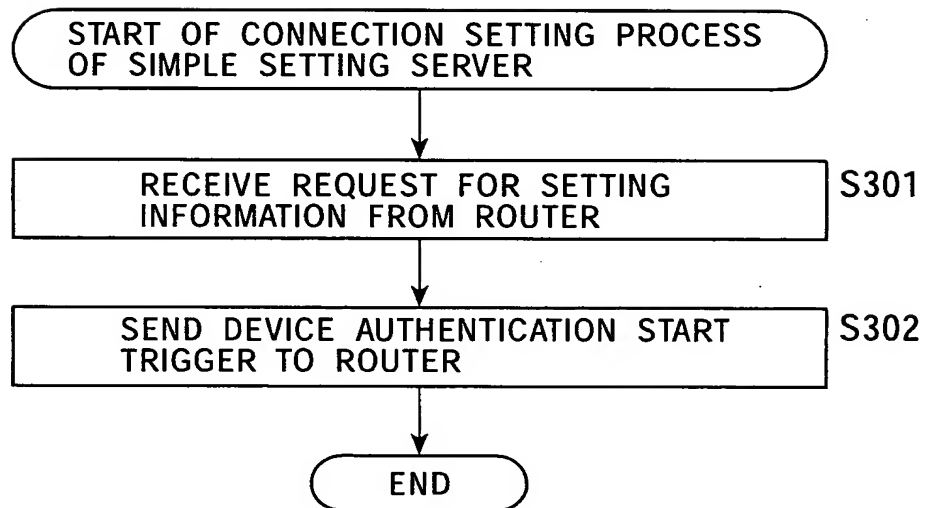 START OF CONNECTION SETTING PROCESS
OF SIMPLE SETTING SERVER
RECEIVE REQUEST FOR SETTING
INFORMATION FROM ROUTER
S301
SEND DEVICE AUTHENTICATION START
TRIGGER TO ROUTER
S302
END